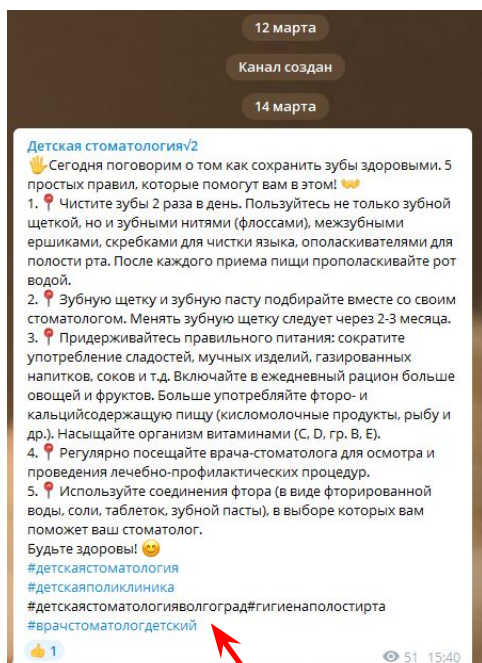 12 марта
Канал создан
14 марта
Детская стоматология√2
🖐Сегодня поговорим о том как сохранить зубы здоровыми. 5
простых правил, которые помогут вам в этом! 👐
1. 📍 Чистите зубы 2 раза в день. Пользуйтесь не только зубной
щеткой, но и зубными нитями (флоссами), межзубными
ершиками, скребками для чистки языка, ополаскивателями для
полости рта. После каждого приема пищи прополаскивайте рот
водой.
2. 📍 Зубную щетку и зубную пасту подбирайте вместе со своим
стоматологом. Менять зубную щетку следует через 2-3 месяца.
3. 📍 Придерживайтесь правильного питания: сократите
употребление сладостей, мучных изделий, газированных
напитков, соков и т.д. Включайте в ежедневный рацион больше
овощей и фруктов. Больше употребляйте фторо- и
кальцийсодержащую пищу (кисломолочные продукты, рыбу и
др.). Насыщайте организм витаминами (С, D, гр. В, Е).
4. 📍 Регулярно посещайте врача-стоматолога для осмотра и
проведения лечебно-профилактических процедур.
5. 📍 Используйте соединения фтора (в виде фторированной
воды, соли, таблеток, зубной пасты), в выборе которых вам
поможет ваш стоматолог.
Будьте здоровы! 😊
#детскаястоматология
#детскаяполиклиника
#детскаястоматологияволгоград#гигиенаполостирта
#врачстоматологдетский
👍 1
51 15:40